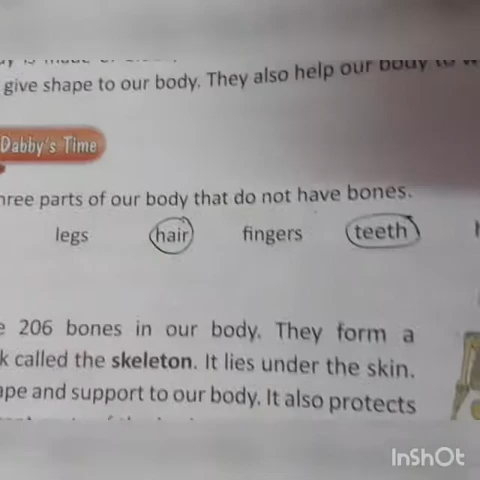 give shape to our body. They also help our body to
Dabby's Time
three parts of our body that do not have bones.
legs hair fingers teeth
206 bones in our body. They form a
called the skeleton. It lies under the skin.
and support to our body. It also protects
InShOt